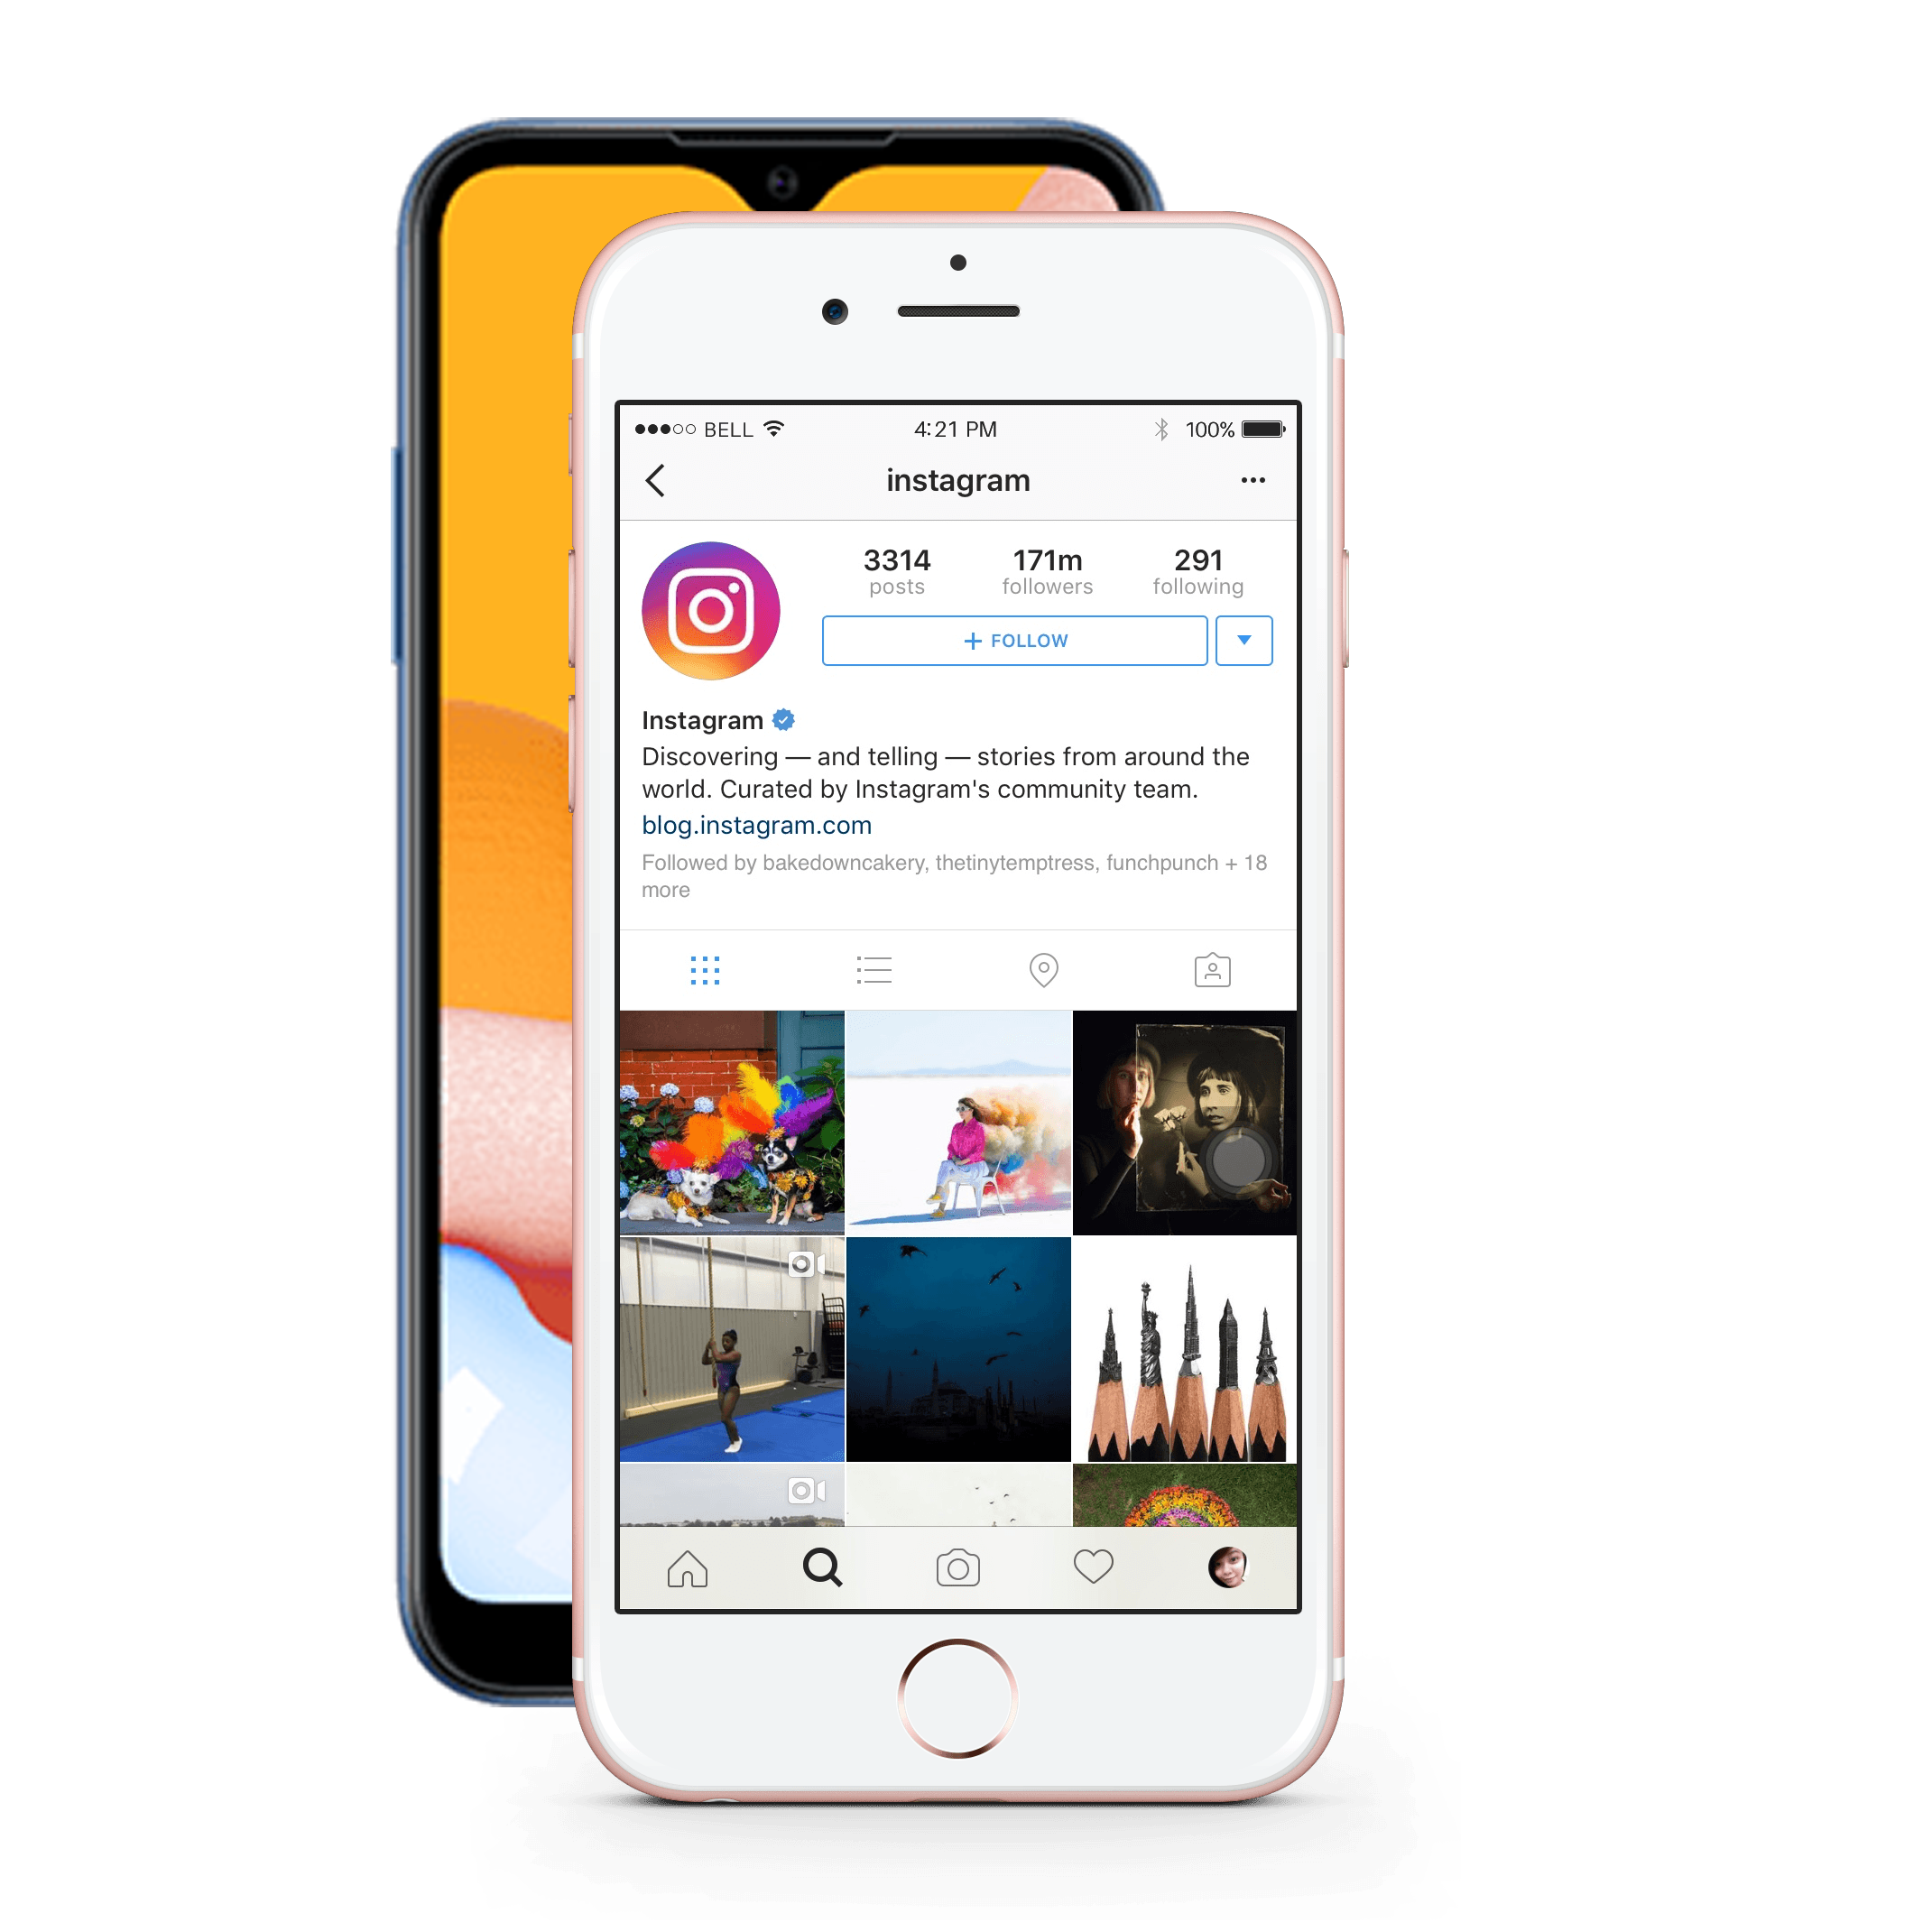 BELL 4:21 PM 100%
instagram
3314 171m 291
posts followers following
+ FOLLOW
Instagram
Discovering — and telling — stories from around the
world. Curated by Instagram's community team.
blog.instagram.com
Followed by bakedowncakery, thetinytemptress, funchpunch + 18
more